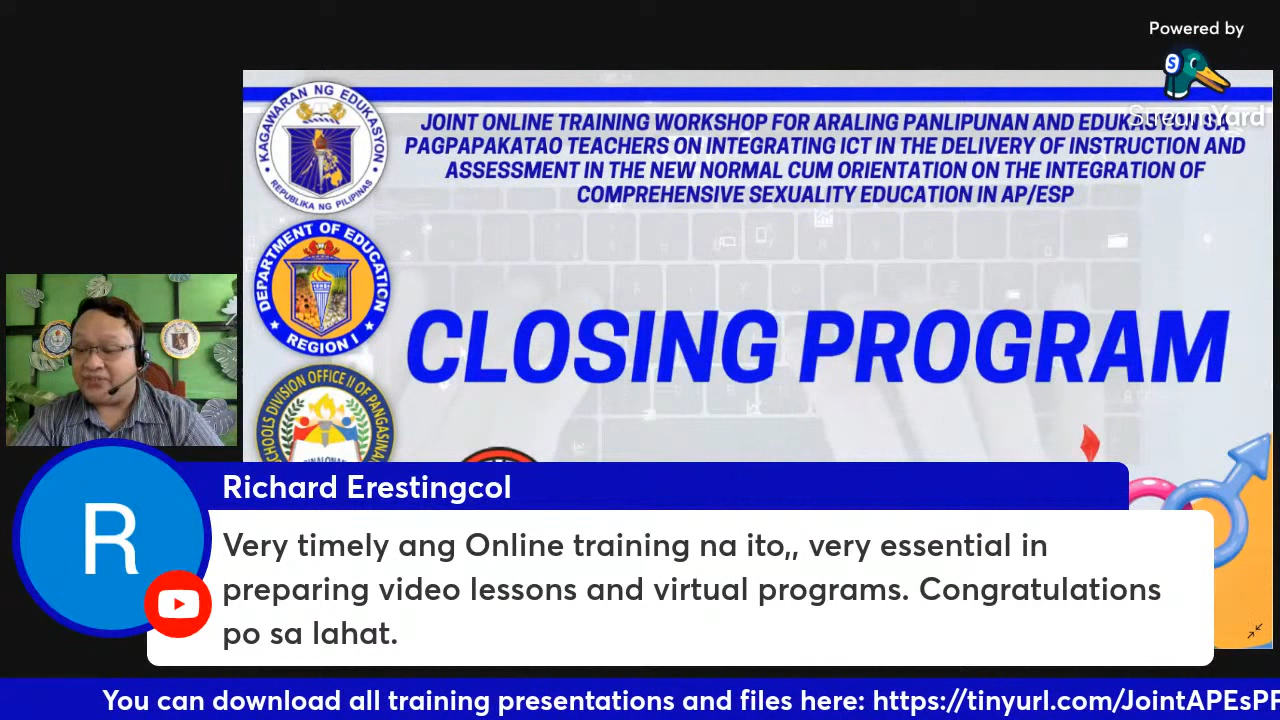 Powered by
StreamYard
KAGAWARAN NG EDUKASYON
REPUBLIKA NG PILIPINAS
JOINT ONLINE TRAINING WORKSHOP FOR ARALING PANLIPUNAN AND EDUKASYON SA
PAGPAPAKATAO TEACHERS ON INTEGRATING ICT IN THE DELIVERY OF INSTRUCTION AND
ASSESSMENT IN THE NEW NORMAL CUM ORIENTATION ON THE INTEGRATION OF
COMPREHENSIVE SEXUALITY EDUCATION IN AP/ESP
DEPARTMENT OF EDUCATION
REGION I
CLOSING PROGRAM
SCHOOLS DIVISION OFFICE II OF PANGASINAN
R
Richard Erestingcol
Very timely ang Online training na ito,, very essential in
preparing video lessons and virtual programs. Congratulations
po sa lahat.
You can download all training presentations and files here: https://tinyurl.com/JointAPEsPE